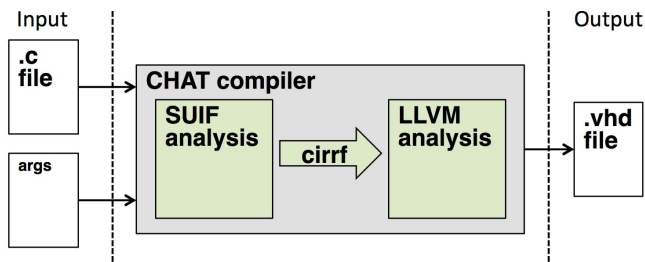 Input
Output
.c
file
args
CHAT compiler
SUIF
analysis
cirrf
LLVM
analysis
.vhd
file